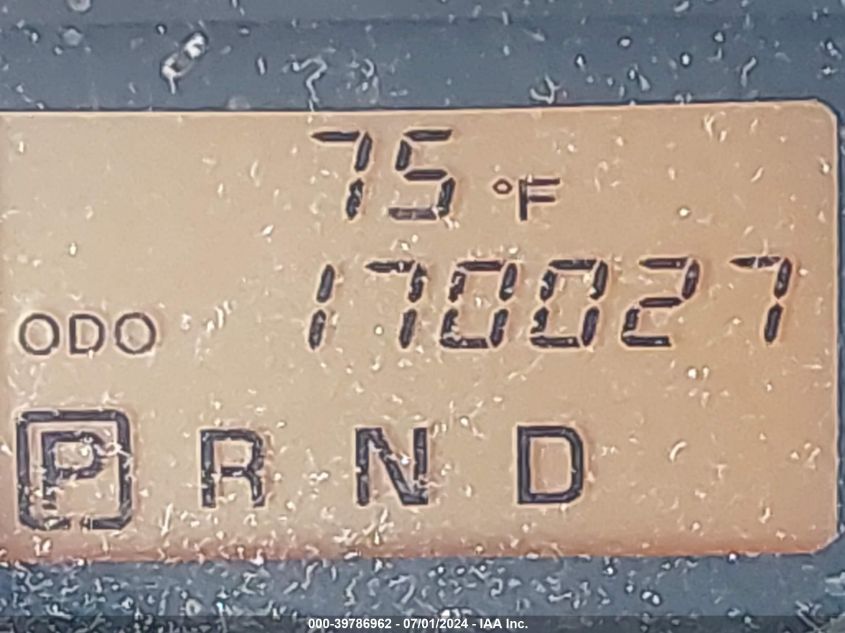 75 °F
ODO 170027
P R N D
000-39786962 - 07/01/2024 - IAA Inc.